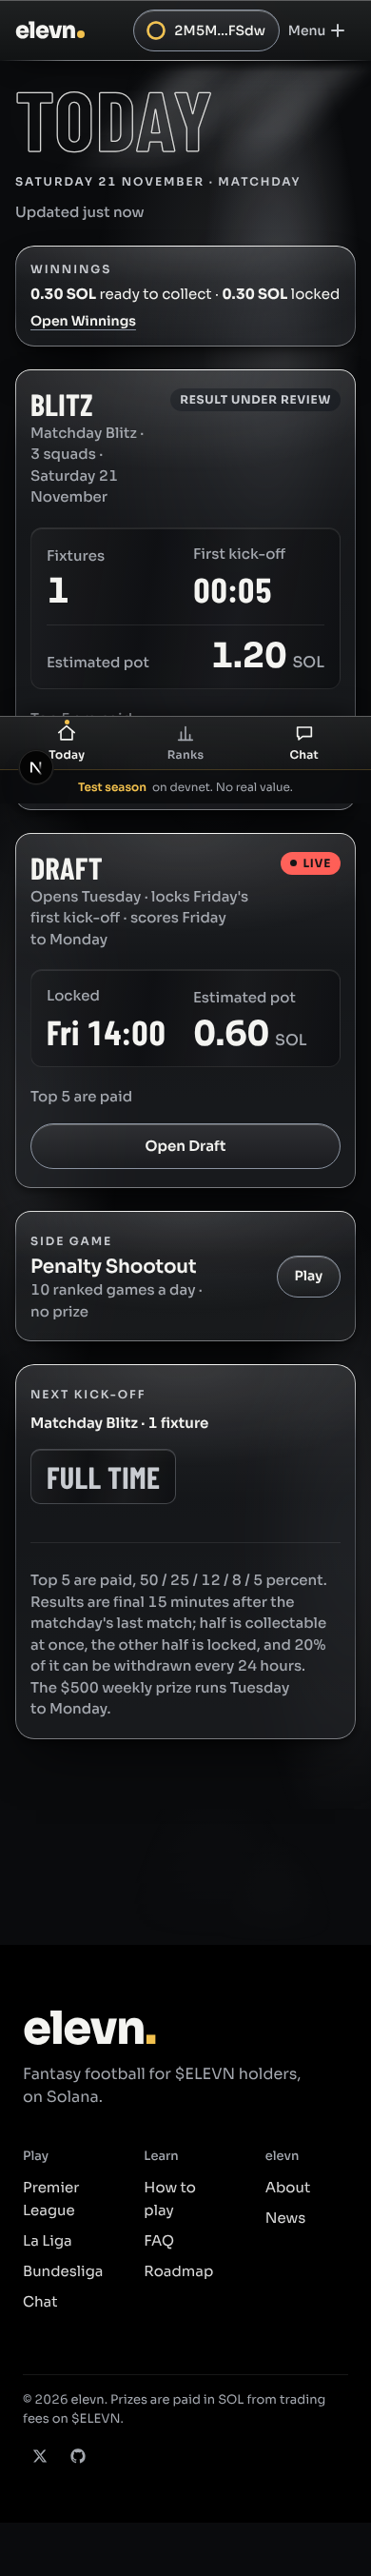 elevn.
2M5M...FSdw
Menu
TODAY
SATURDAY 21 NOVEMBER · MATCHDAY
Updated just now
WINNINGS
0.30 SOL ready to collect · 0.30 SOL locked
Open Winnings
BLITZ
RESULT UNDER REVIEW
Matchday Blitz ·
3 squads ·
Saturday 21
November
Fixtures
First kick-off
1
00:05
Estimated pot
1.20 SOL
Today
Ranks
Chat
N
Test season on devnet. No real value.
DRAFT
LIVE
Opens Tuesday · locks Friday's
first kick-off · scores Friday
to Monday
Locked
Estimated pot
Fri 14:00
0.60 SOL
Top 5 are paid
Open Draft
SIDE GAME
Penalty Shootout
10 ranked games a day ·
no prize
Play
NEXT KICK-OFF
Matchday Blitz · 1 fixture
FULL TIME
Top 5 are paid, 50 / 25 / 12 / 8 / 5 percent.
Results are final 15 minutes after the
matchday's last match; half is collectable
at once, the other half is locked, and 20%
of it can be withdrawn every 24 hours.
The $500 weekly prize runs Tuesday
to Monday.
elevn.
Fantasy football for $ELEVN holders,
on Solana.
Play
Premier
League
La Liga
Bundesliga
Chat
Learn
How to
play
FAQ
Roadmap
elevn
About
News
© 2026 elevn. Prizes are paid in SOL from trading
fees on $ELEVN.